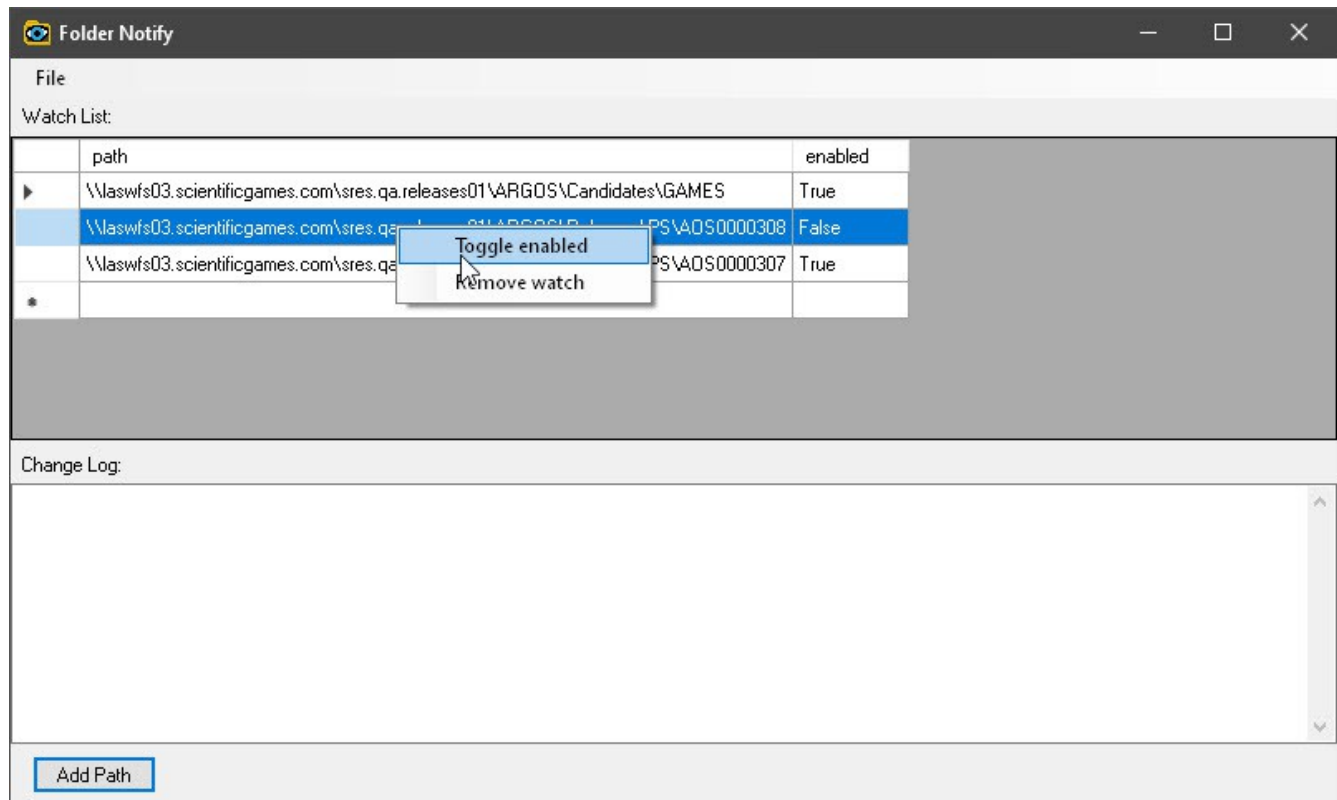 Folder Notify
File
Watch List:
path enabled
\\laswfs03.scientificgames.com\sres.qa.releases01\ARGOS\Candidates\GAMES True
\\laswfs03.scientificgames.com\sres.qa PS\AOS0000308 False
Toggle enabled
\\laswfs03.scientificgames.com\sres.qa PS\AOS0000307 True
Remove watch
*
Change Log:
Add Path